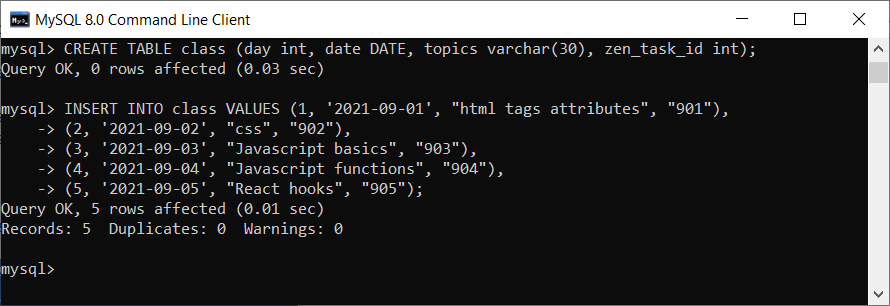 MySQL 8.0 Command Line Client
mysql> CREATE TABLE class (day int, date DATE, topics varchar(30), zen_task_id int);
Query OK, 0 rows affected (0.03 sec)
mysql> INSERT INTO class VALUES (1, '2021-09-01', "html tags attributes", "901"),
    -> (2, '2021-09-02', "css", "902"),
    -> (3, '2021-09-03', "Javascript basics", "903"),
    -> (4, '2021-09-04', "Javascript functions", "904"),
    -> (5, '2021-09-05', "React hooks", "905");
Query OK, 5 rows affected (0.01 sec)
Records: 5  Duplicates: 0  Warnings: 0
mysql>